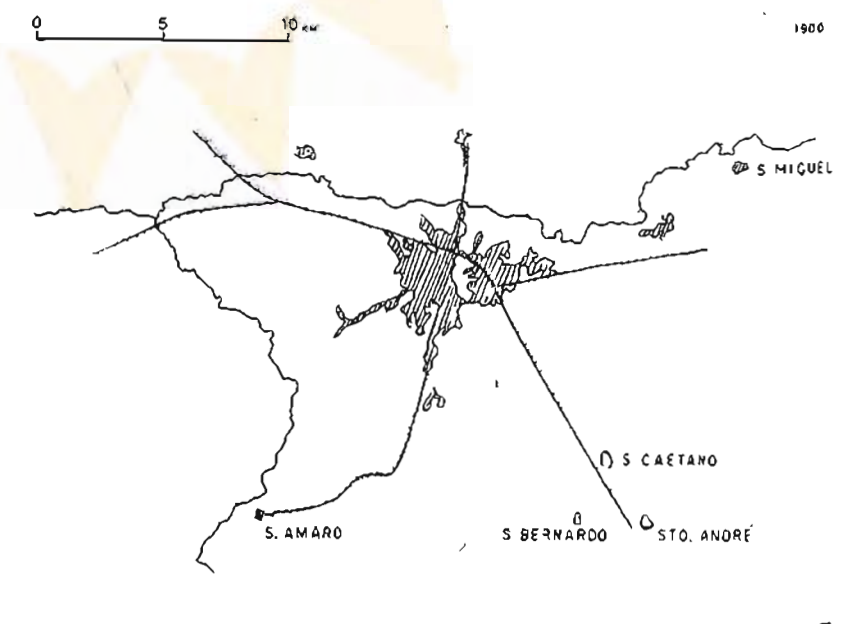 0 5 10 KM
1900
S MIGUEL
S CAETANO
S. AMARO
S BERNARDO
STO. ANDRÉ